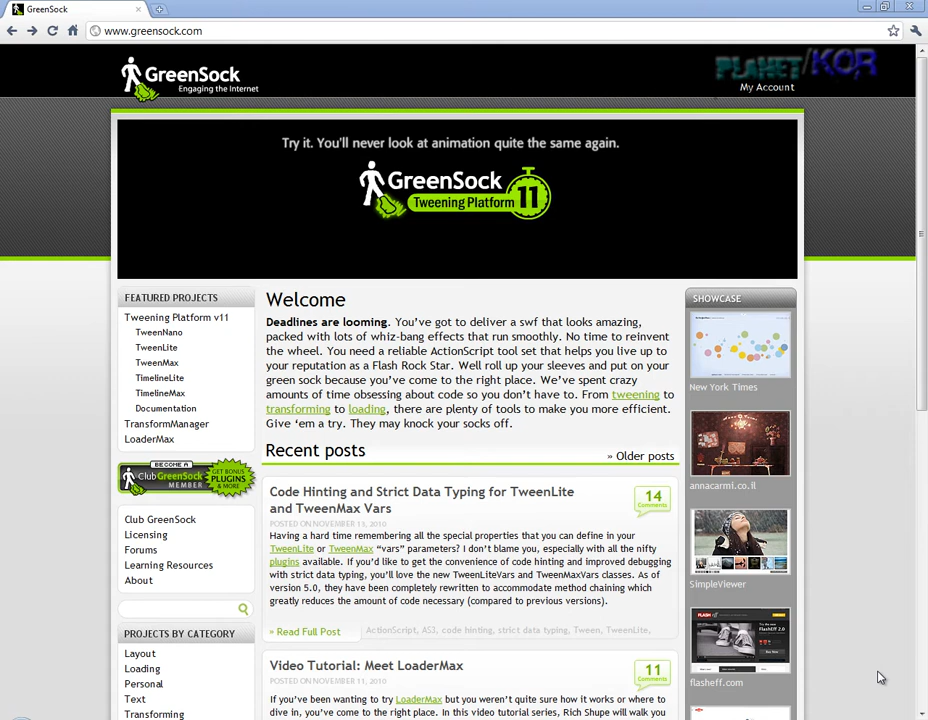 GreenSock
www.greensock.com
GreenSock
Engaging the Internet
PLANET/KOR
My Account
Try it. You'll never look at animation quite the same again.
GreenSock
Tweening Platform 11
FEATURED PROJECTS
Tweening Platform v11
TweenNano
TweenLite
TweenMax
TimelineLite
TimelineMax
Documentation
TransformManager
LoaderMax
BECOME A
Club GreenSock
MEMBER
GET BONUS
PLUGINS
& MORE
Club GreenSock
Licensing
Forums
Learning Resources
About
PROJECTS BY CATEGORY
Layout
Loading
Personal
Text
Transforming
Welcome
Deadlines are looming. You've got to deliver a swf that looks amazing,
packed with lots of whiz-bang effects that run smoothly. No time to reinvent
the wheel. You need a reliable ActionScript tool set that helps you live up to
your reputation as a Flash Rock Star. Well roll up your sleeves and put on your
green sock because you've come to the right place. We've spent crazy
amounts of time obsessing about code so you don't have to. From tweening to
transforming to loading, there are plenty of tools to make you more efficient.
Give 'em a try. They may knock your socks off.
Recent posts
» Older posts
Code Hinting and Strict Data Typing for TweenLite
and TweenMax Vars
14
Comments
POSTED ON NOVEMBER 13, 2010
Having a hard time remembering all the special properties that you can define in your
TweenLite or TweenMax “vars” parameters? I don't blame you, especially with all the nifty
plugins available. If you'd like to get the convenience of code hinting and improved debugging
with strict data typing, you'll love the new TweenLiteVars and TweenMaxVars classes. As of
version 5.0, they have been completely rewritten to accommodate method chaining which
greatly reduces the amount of code necessary (compared to previous versions).
» Read Full Post
ActionScript, AS3, code hinting, strict data typing, Tween, TweenLite,
Video Tutorial: Meet LoaderMax
11
Comments
POSTED ON NOVEMBER 13, 2010
If you've been wanting to try LoaderMax but you weren't quite sure how it works or where to
dive in, you've come to the right place. In this video tutorial series, Rich Shupe will walk you
SHOWCASE
New York Times
annacarmi.co.il
SimpleViewer
flasheff.com